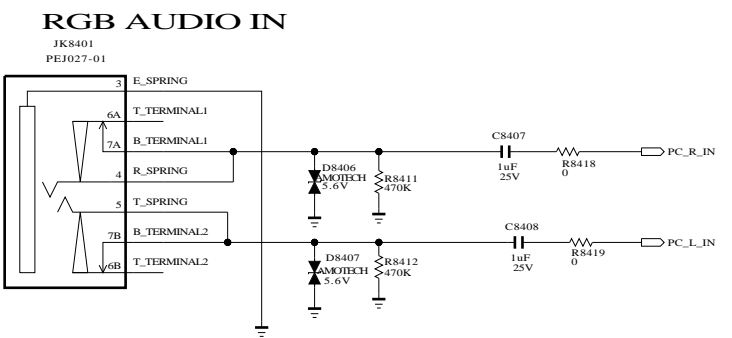 RGB AUDIO IN
JK8401
PEJ027-01
3 E_SPRING
6A T_TERMINAL1
7A B_TERMINAL1
4 R_SPRING
5 T_SPRING
7B B_TERMINAL2
6B T_TERMINAL2
D8406
AMOTECH
5.6V
R8411
470K
C8407
1uF
25V
R8418
0
PC_R_IN
D8407
AMOTECH
5.6V
R8412
470K
C8408
1uF
25V
R8419
0
PC_L_IN